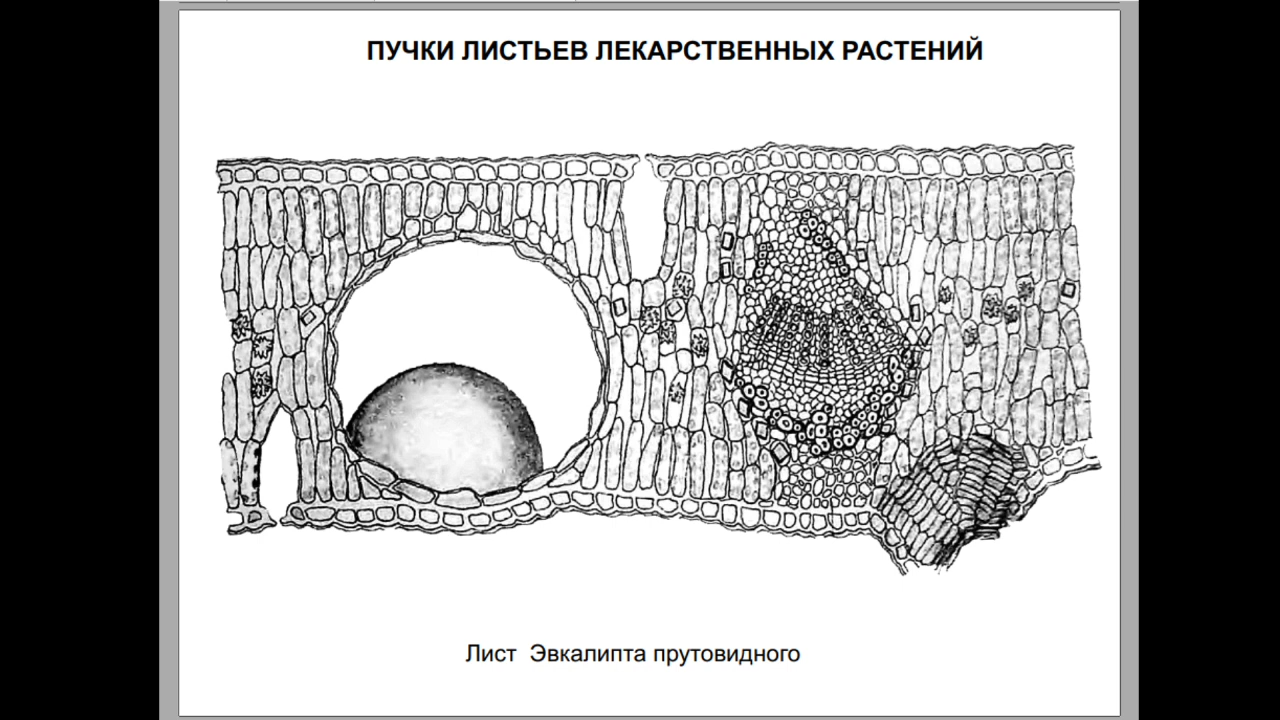 ПУЧКИ ЛИСТЬЕВ ЛЕКАРСТВЕННЫХ РАСТЕНИЙ
Лист Эвкалипта прутовидного